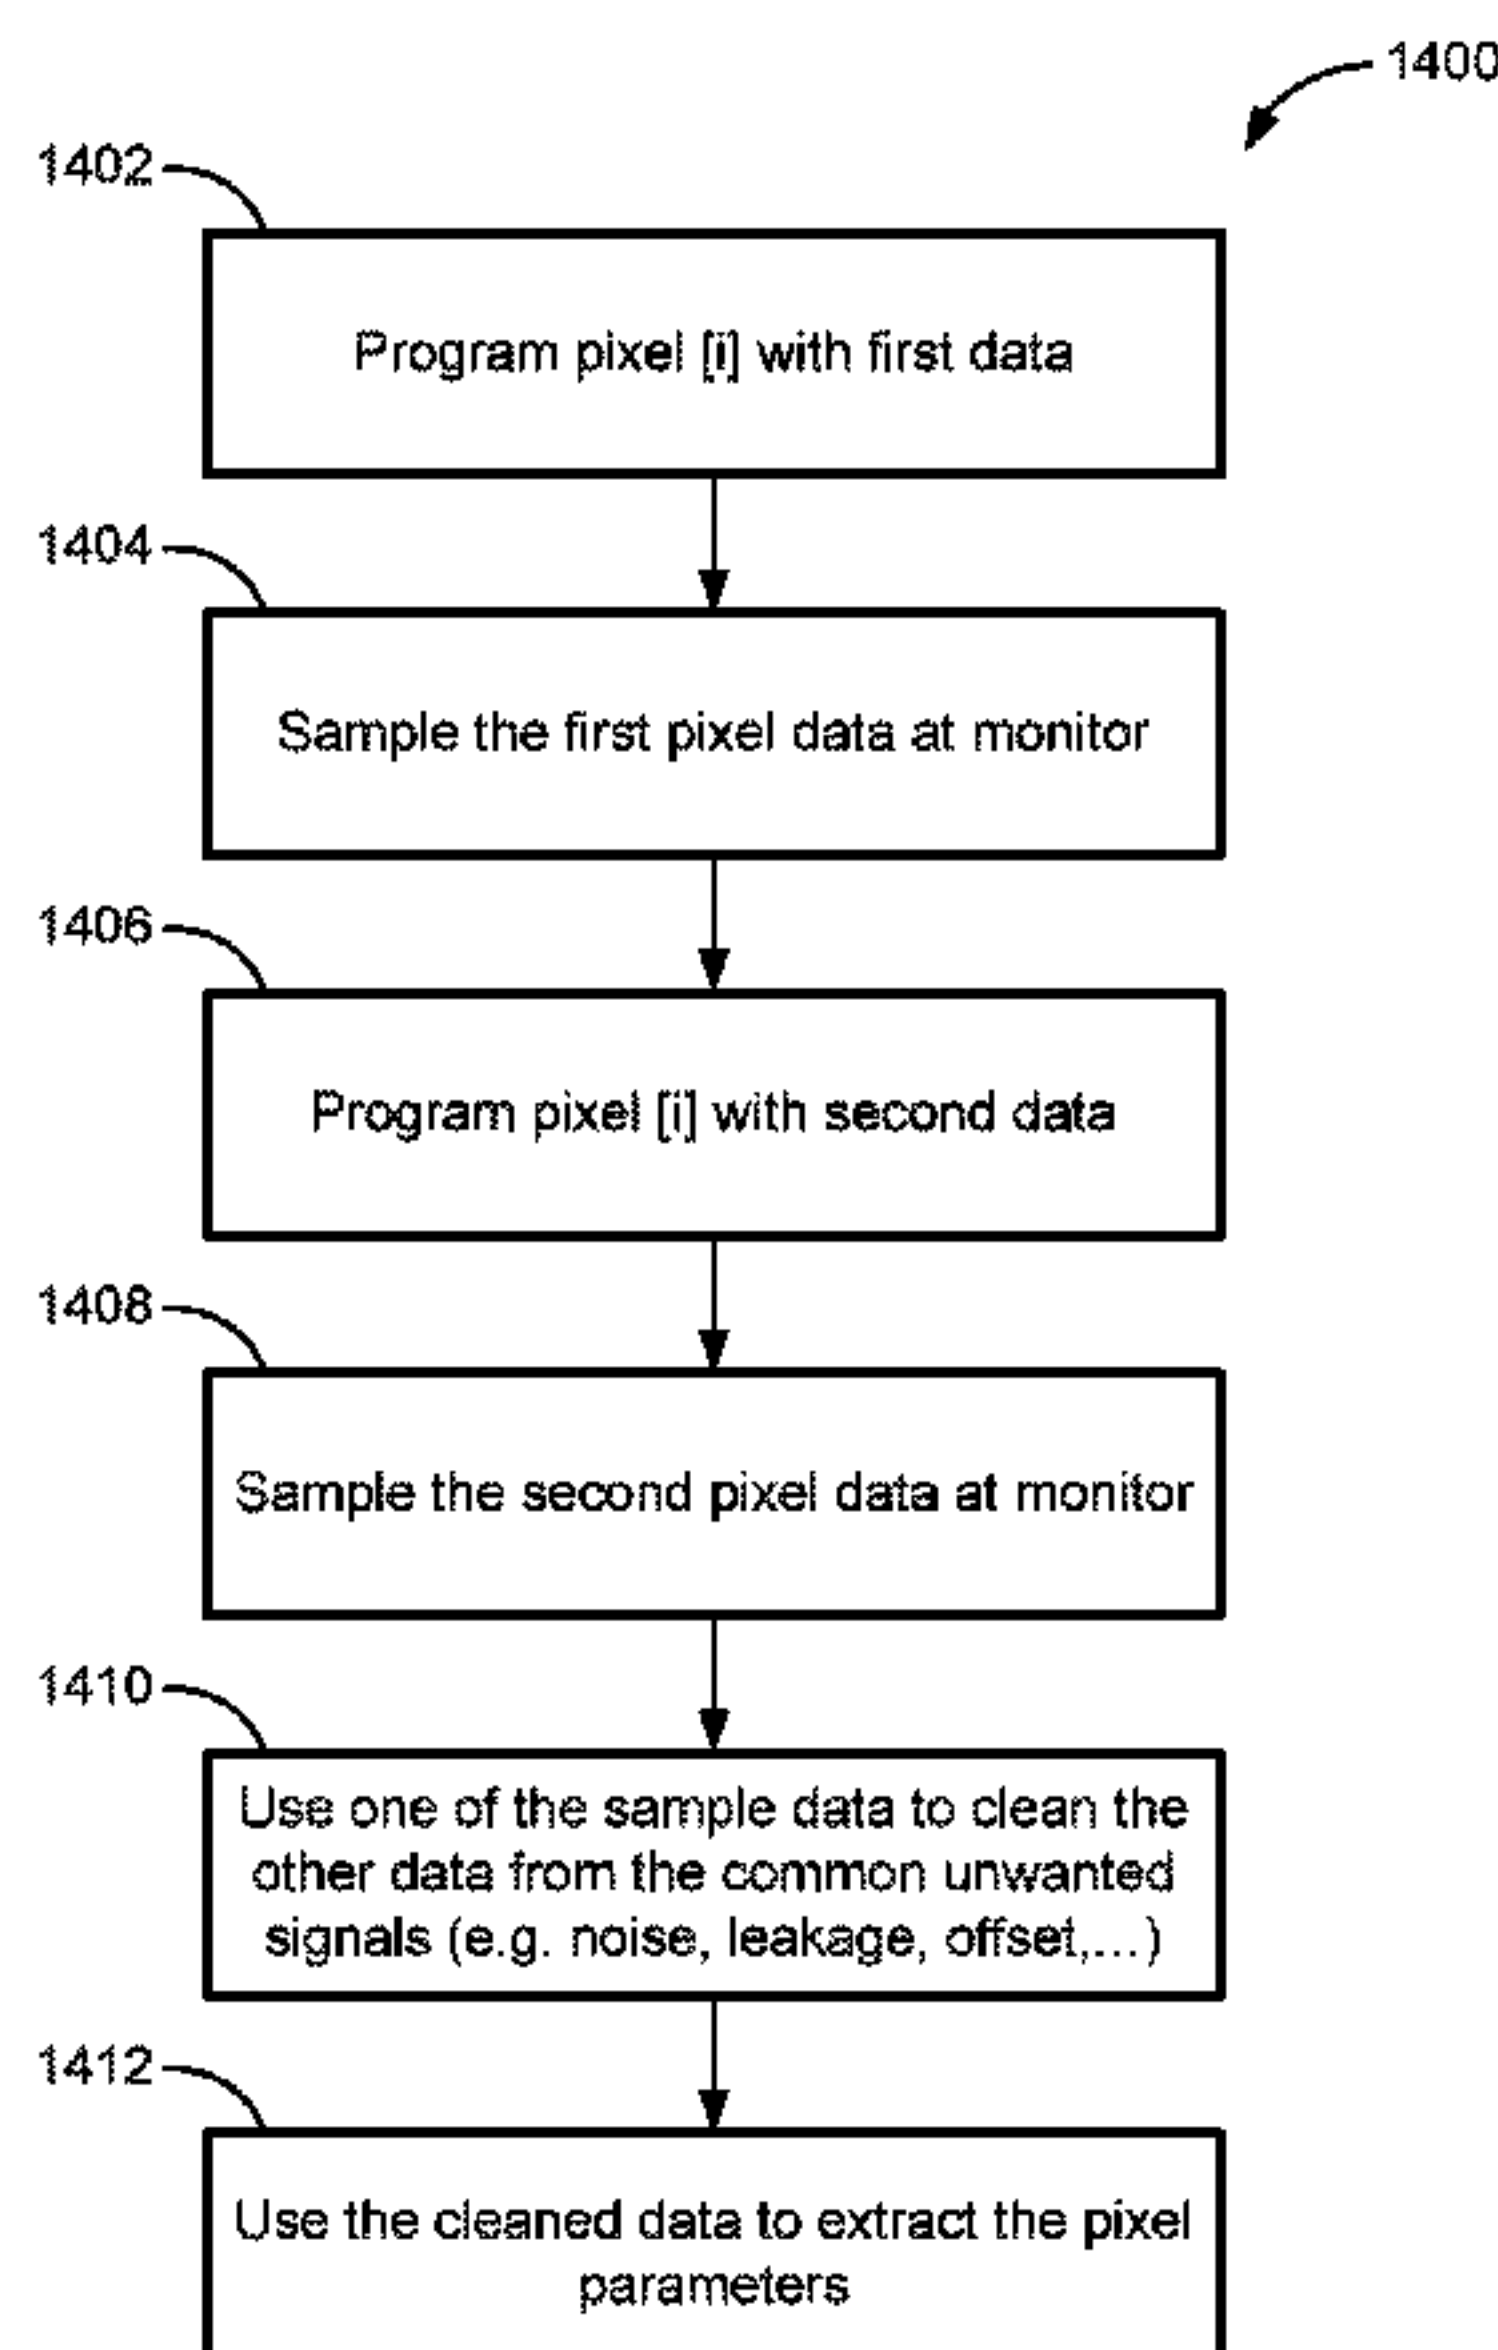 1400
1402
Program pixel [i] with first data
1404
Sample the first pixel data at monitor
1406
Program pixel [i] with second data
1408
Sample the second pixel data at monitor
1410
Use one of the sample data to clean the
other data from the common unwanted
signals (e.g. noise, leakage, offset,...)
1412
Use the cleaned data to extract the pixel
parameters